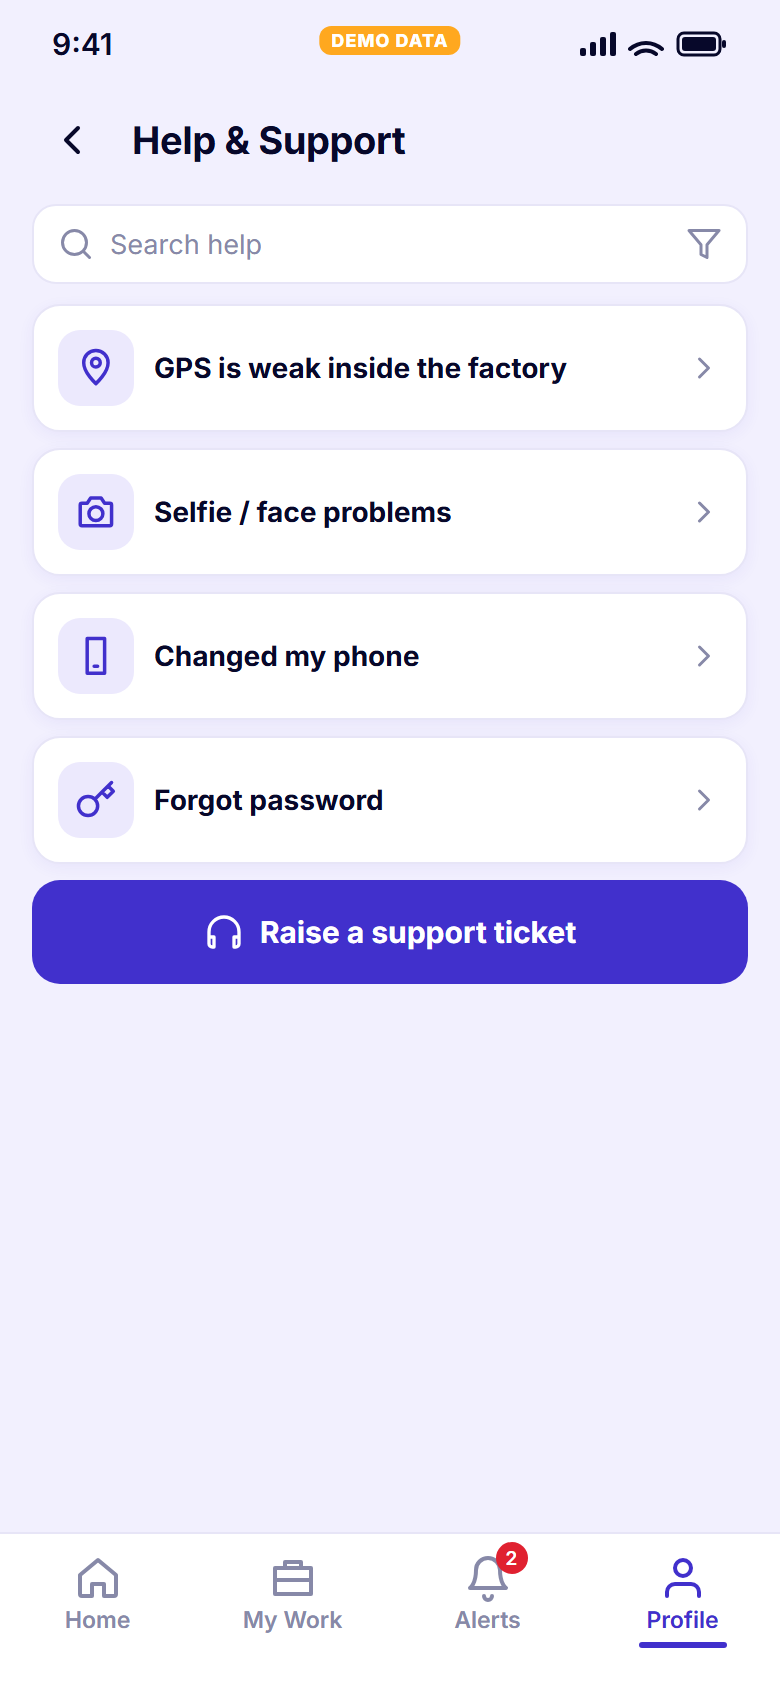 9:41
DEMO DATA
Help & Support
Search help
GPS is weak inside the factory
Selfie / face problems
Changed my phone
Forgot password
Raise a support ticket
2
Home
My Work
Alerts
Profile